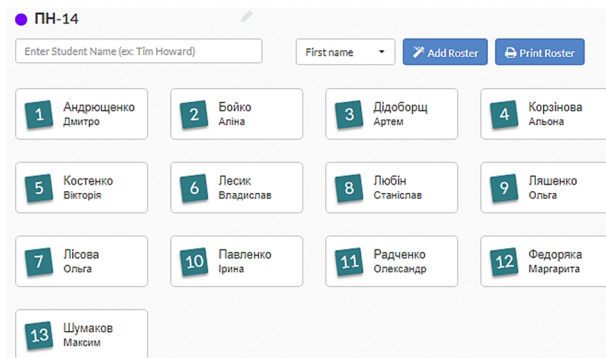 ПН-14
Enter Student Name (ex: Tim Howard)
First name
Add Roster
Print Roster
1 Андрющенко
Дмитро
2 Бойко
Аліна
3 Дідоборщ
Артем
4 Корзінова
Альона
5 Костенко
Вікторія
6 Лесик
Владислав
8 Любін
Станіслав
9 Ляшенко
Ольга
7 Лісова
Ольга
10 Павленко
Ірина
11 Радченко
Олександр
12 Федоряка
Маргарита
13 Шумаков
Максим